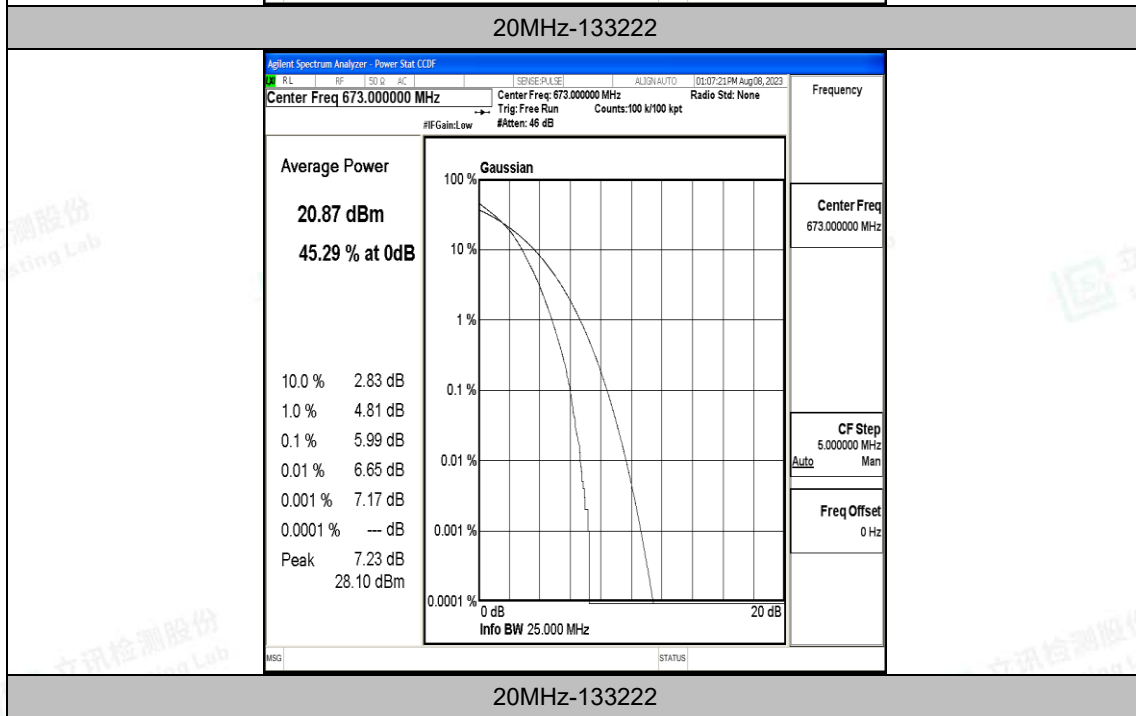 20MHz-133222
Agilent Spectrum Analyzer - Power Stat CCDF
RL RF 50 Ω AC SENSE:PULSE ALIGN AUTO 01:07:21 PM Aug 08, 2023
Center Freq 673.000000 MHz
Center Freq: 673.000000 MHz Radio Std: None
Trig: Free Run Counts:100 k/100 kpt
#IFGain:Low #Atten: 46 dB
Frequency
Average Power
20.87 dBm
45.29 % at 0dB
10.0 % 2.83 dB
1.0 % 4.81 dB
0.1 % 5.99 dB
0.01 % 6.65 dB
0.001 % 7.17 dB
0.0001 % --- dB
Peak 7.23 dB
28.10 dBm
Gaussian
100 %
10 %
1 %
0.1 %
0.01 %
0.001 %
0.0001 %
0 dB 20 dB
Info BW 25.000 MHz
Center Freq
673.000000 MHz
CF Step
5.000000 MHz
Auto Man
Freq Offset
0 Hz
MSG STATUS
20MHz-133222
立讯检测股份